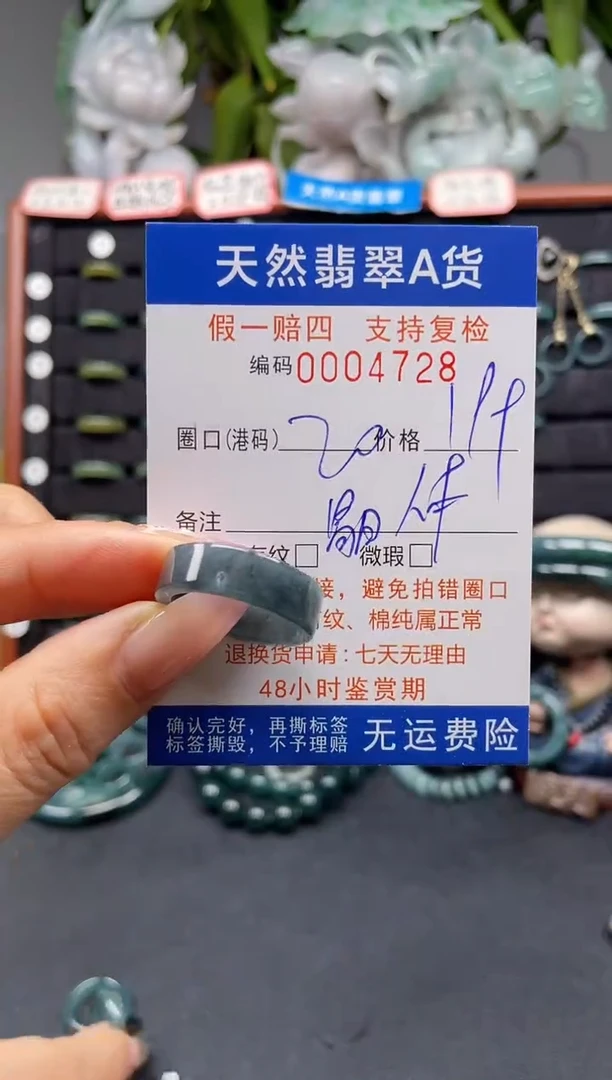 天然翡翠A货
假一赔四 支持复检
编码0004728
圈口(港码) 20 价格
备注
纹□ 微瑕□
接，避免拍错圈口
纹、棉纯属正常
退换货申请：七天无理由
48小时鉴赏期
确认完好，再撕标签
标签撕毁，不予理赔
无运费险